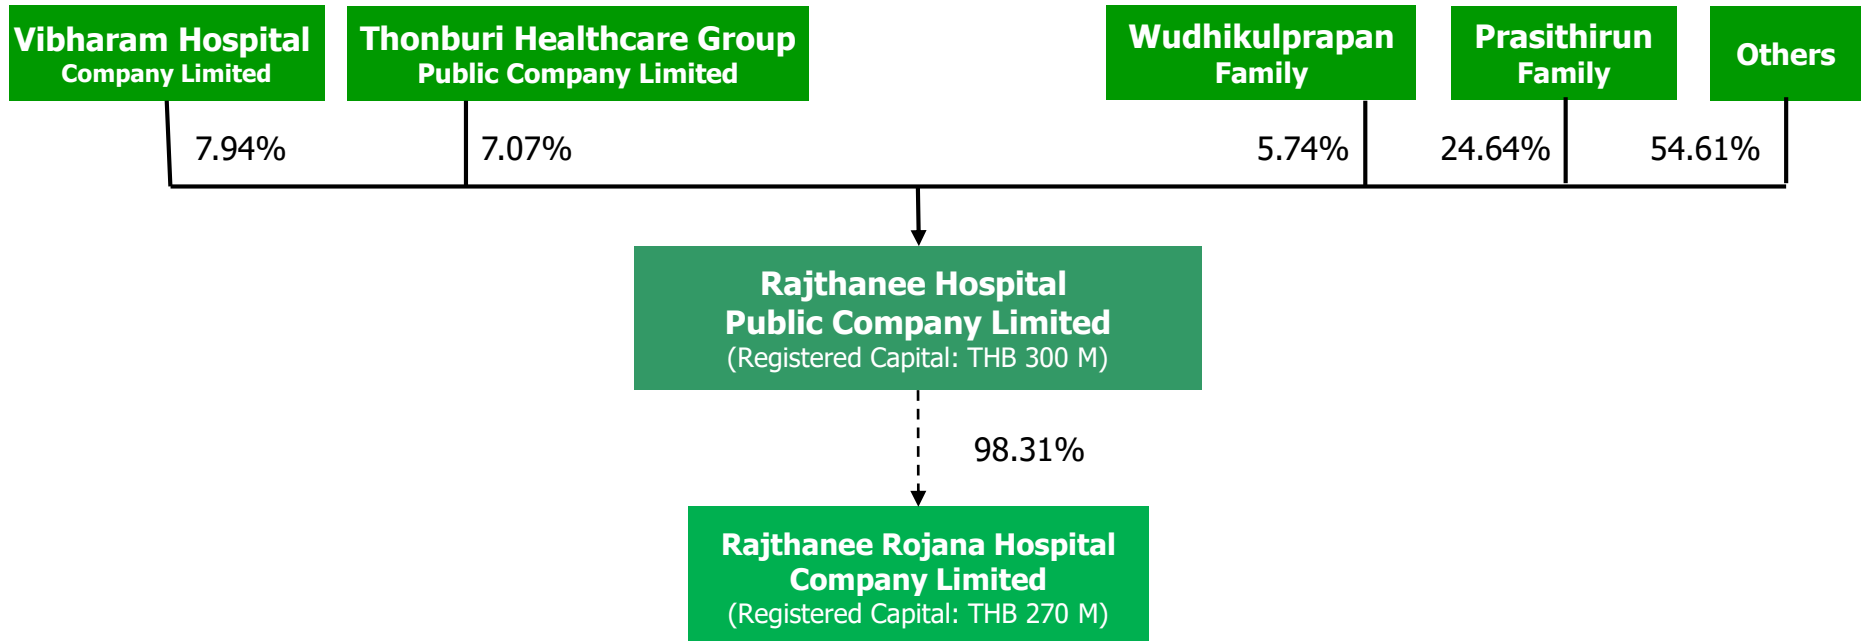 Vibharam Hospital
Company Limited
Thonburi Healthcare Group
Public Company Limited
Wudhikulprapan
Family
Prasithirun
Family
Others
7.94%
7.07%
5.74%
24.64%
54.61%
Rajthanee Hospital
Public Company Limited
(Registered Capital: THB 300 M)
98.31%
Rajthanee Rojana Hospital
Company Limited
(Registered Capital: THB 270 M)